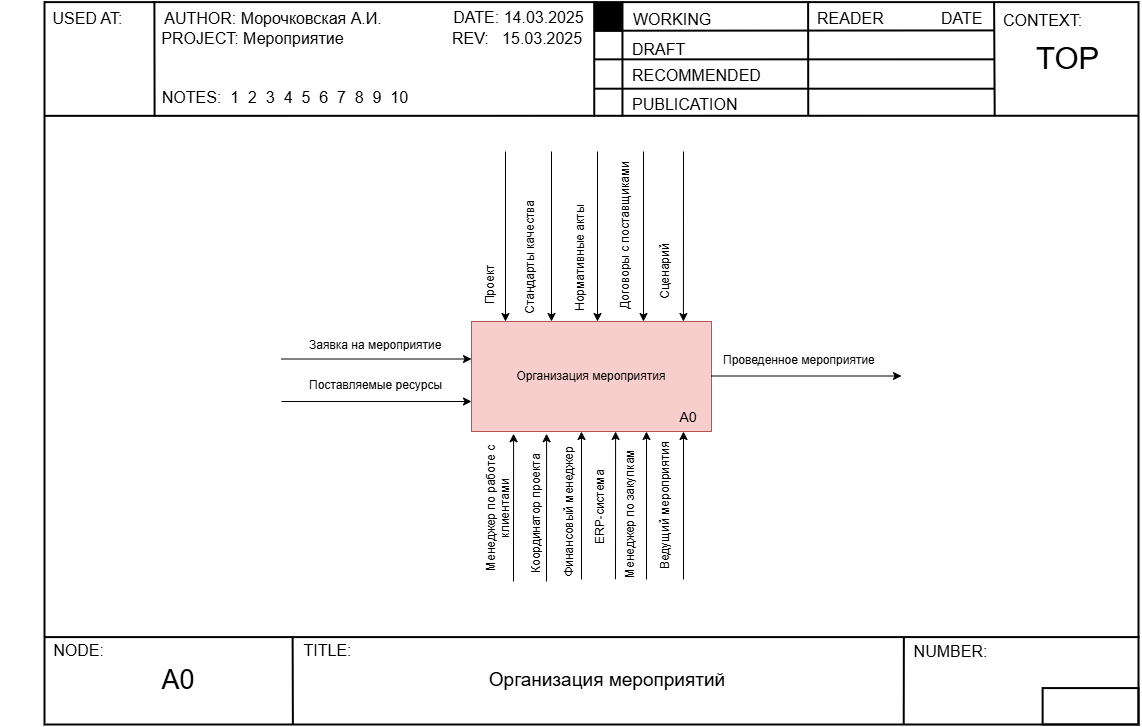 USED AT:
AUTHOR: Морочковская А.И.
DATE: 14.03.2025
PROJECT: Мероприятие
REV: 15.03.2025
NOTES: 1 2 3 4 5 6 7 8 9 10
WORKING
DRAFT
RECOMMENDED
PUBLICATION
READER
DATE
CONTEXT:
TOP
Проект
Стандарты качества
Нормативные акты
Договоры с поставщиками
Сценарий
Заявка на мероприятие
Поставляемые ресурсы
Организация мероприятия
A0
Проведенное мероприятие
Менеджер по работе с
клиентами
Координатор проекта
Финансовый менеджер
ERP-система
Менеджер по закупкам
Ведущий мероприятия
NODE:
A0
TITLE:
Организация мероприятий
NUMBER: